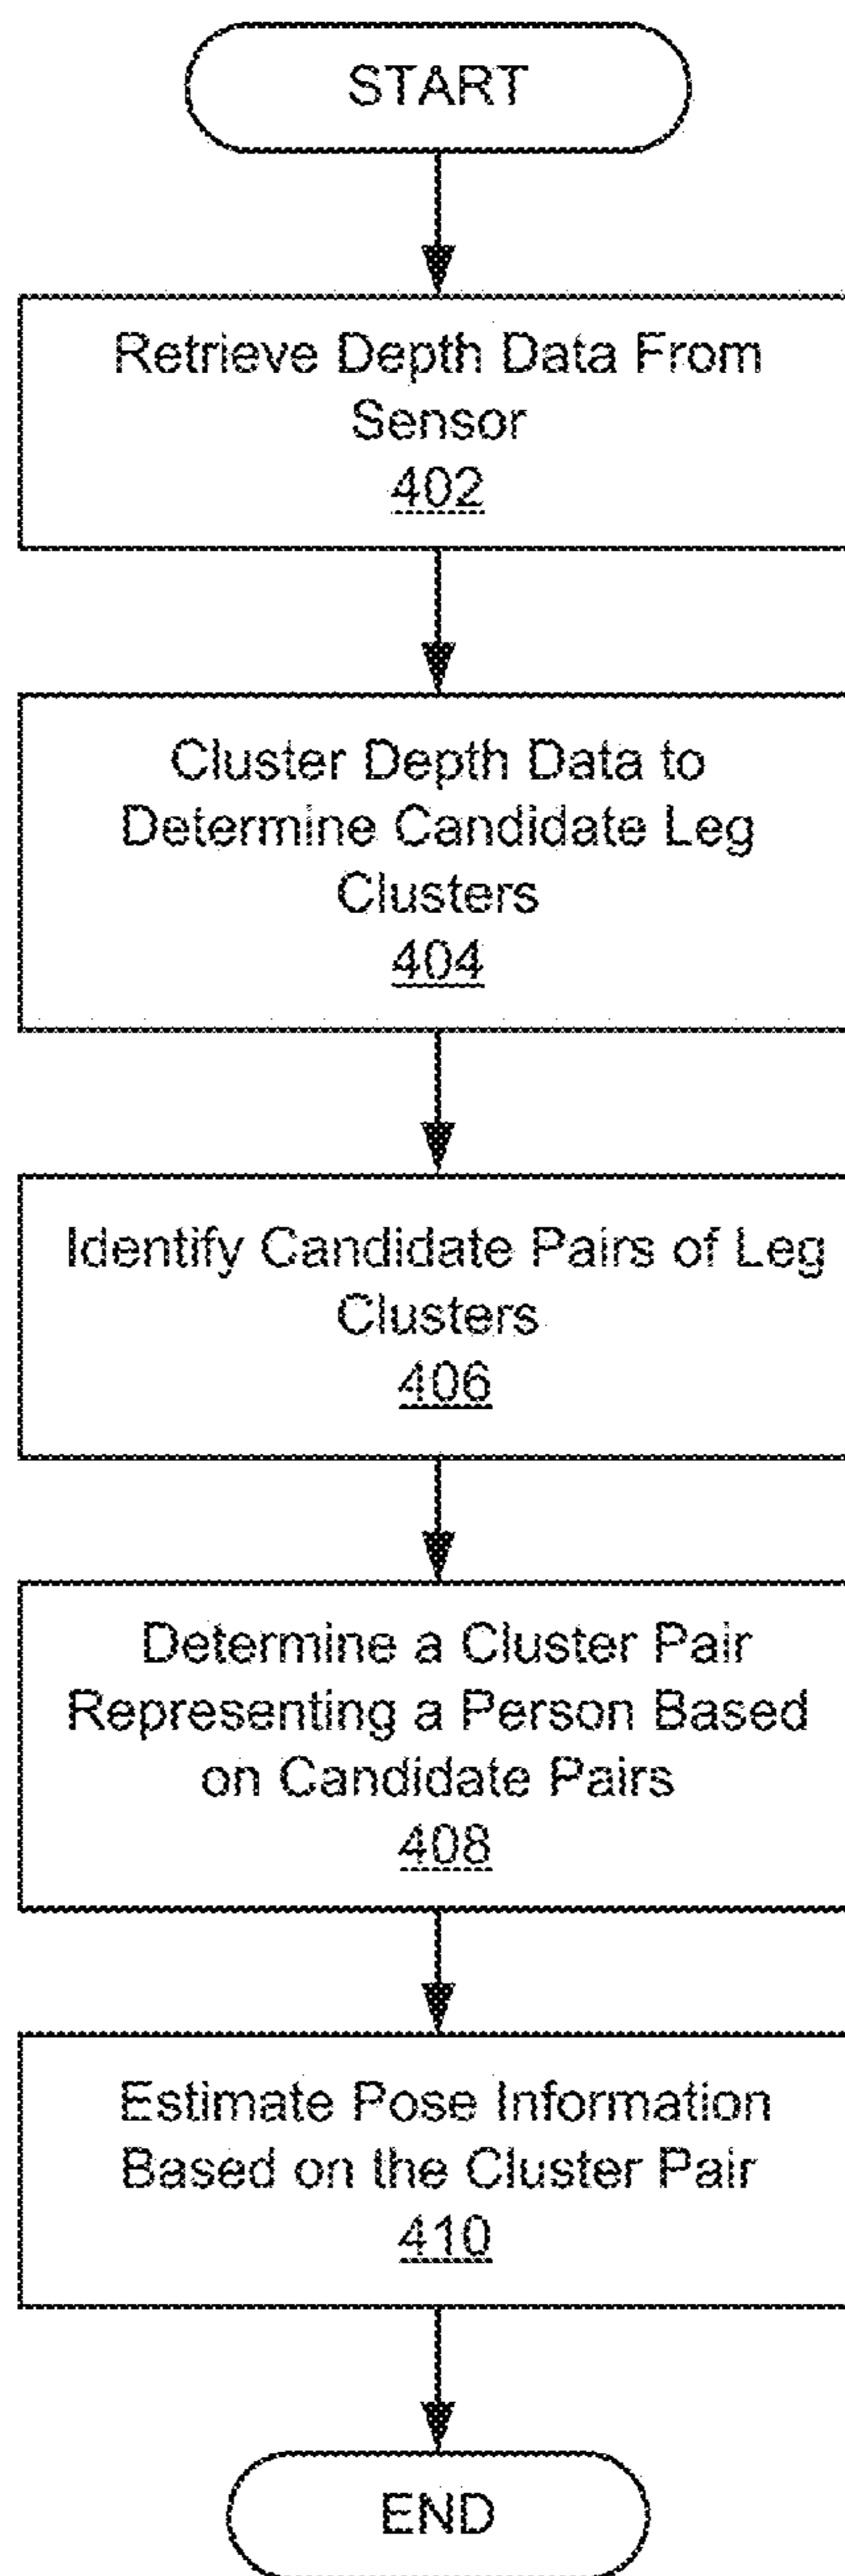 START
Retrieve Depth Data From
Sensor
402
Cluster Depth Data to
Determine Candidate Leg
Clusters
404
Identify Candidate Pairs of Leg
Clusters
406
Determine a Cluster Pair
Representing a Person Based
on Candidate Pairs
408
Estimate Pose Information
Based on the Cluster Pair
410
END